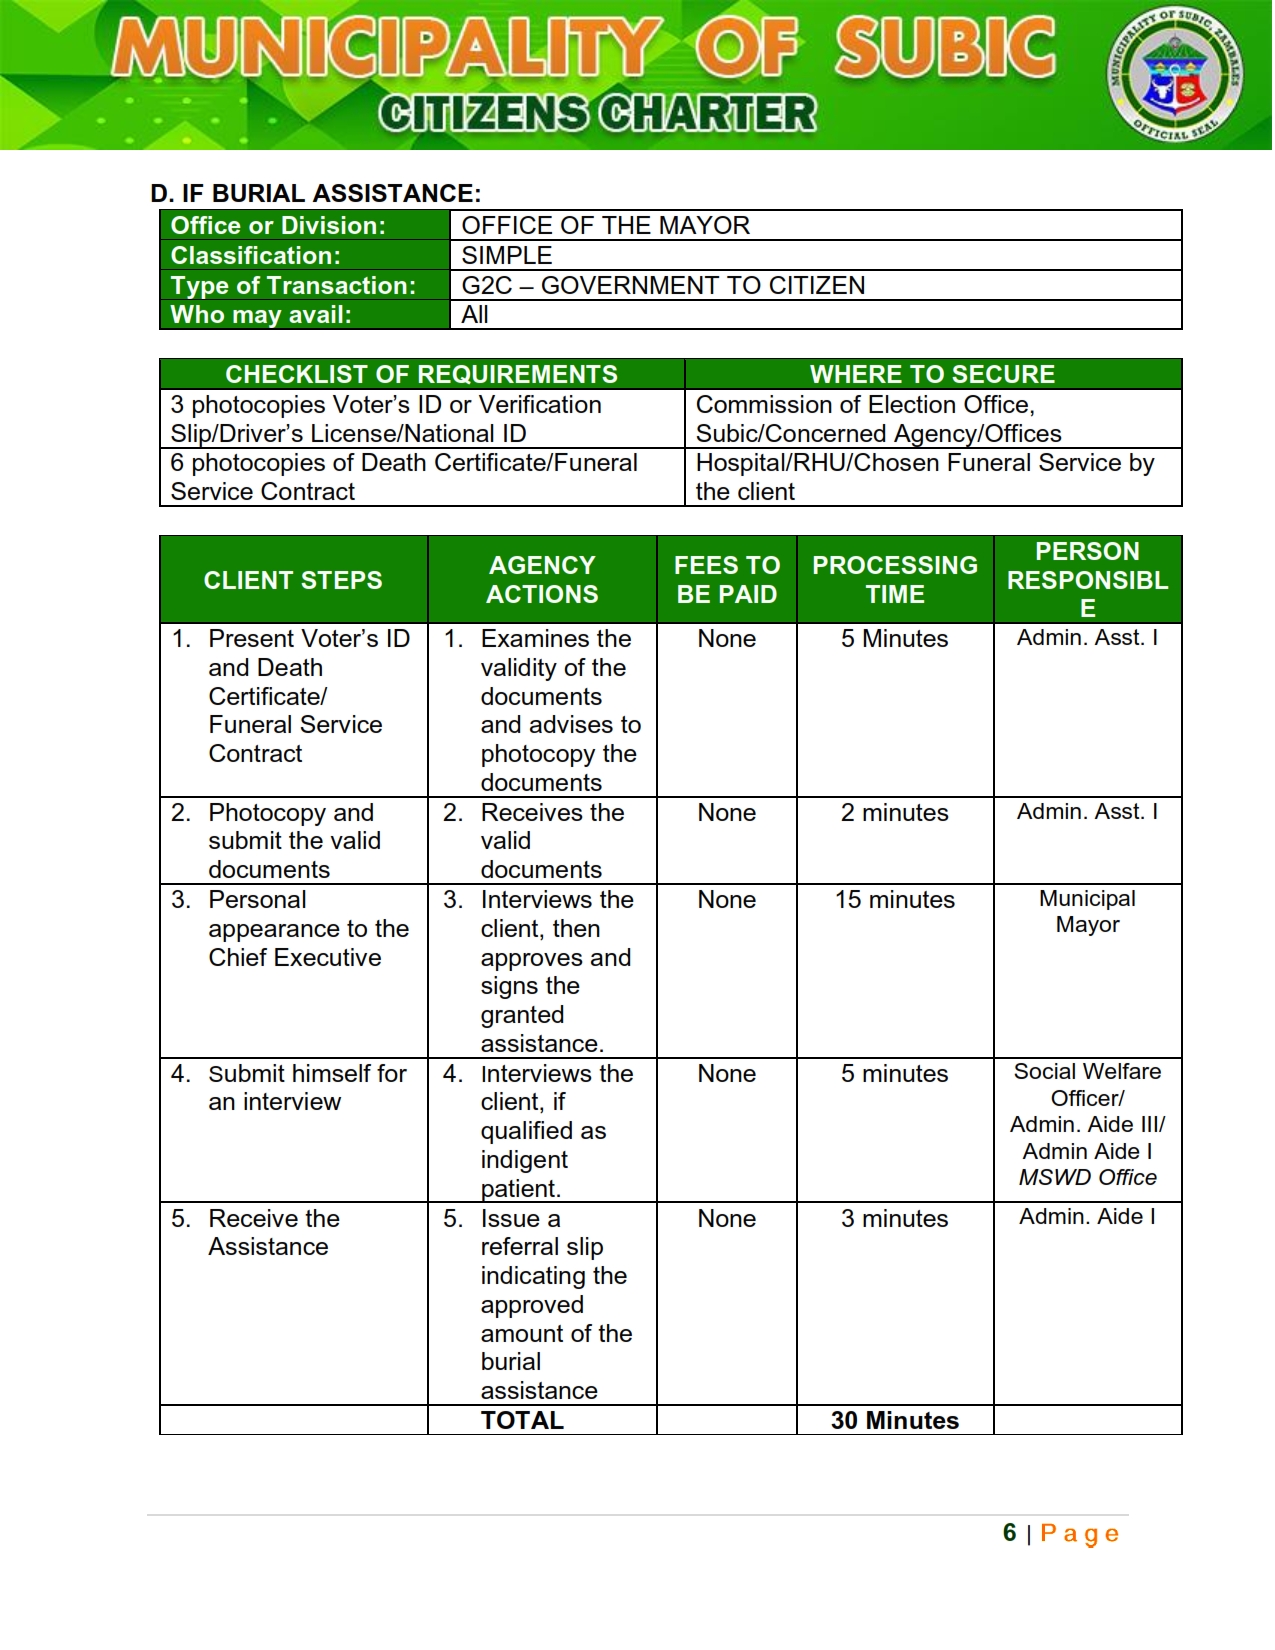 MUNICIPALITY OF SUBIC
CITIZENS CHARTER
MUNICIPALITY OF SUBIC, ZAMBALES
OFFICIAL SEAL
D. IF BURIAL ASSISTANCE:
Office or Division: OFFICE OF THE MAYOR
Classification: SIMPLE
Type of Transaction: G2C – GOVERNMENT TO CITIZEN
Who may avail: All
CHECKLIST OF REQUIREMENTS WHERE TO SECURE
3 photocopies Voter’s ID or Verification
Slip/Driver’s License/National ID
Commission of Election Office,
Subic/Concerned Agency/Offices
6 photocopies of Death Certificate/Funeral
Service Contract
Hospital/RHU/Chosen Funeral Service by
the client
CLIENT STEPS
AGENCY
ACTIONS
FEES TO
BE PAID
PROCESSING
TIME
PERSON
RESPONSIBL
E
1. Present Voter’s ID
and Death
Certificate/
Funeral Service
Contract
1. Examines the
validity of the
documents
and advises to
photocopy the
documents
None
5 Minutes
Admin. Asst. I
2. Photocopy and
submit the valid
documents
2. Receives the
valid
documents
None
2 minutes
Admin. Asst. I
3. Personal
appearance to the
Chief Executive
3. Interviews the
client, then
approves and
signs the
granted
assistance.
None
15 minutes
Municipal
Mayor
4. Submit himself for
an interview
4. Interviews the
client, if
qualified as
indigent
patient.
None
5 minutes
Social Welfare
Officer/
Admin. Aide III/
Admin Aide I
MSWD Office
5. Receive the
Assistance
5. Issue a
referral slip
indicating the
approved
amount of the
burial
assistance
None
3 minutes
Admin. Aide I
TOTAL 30 Minutes
6 | Page